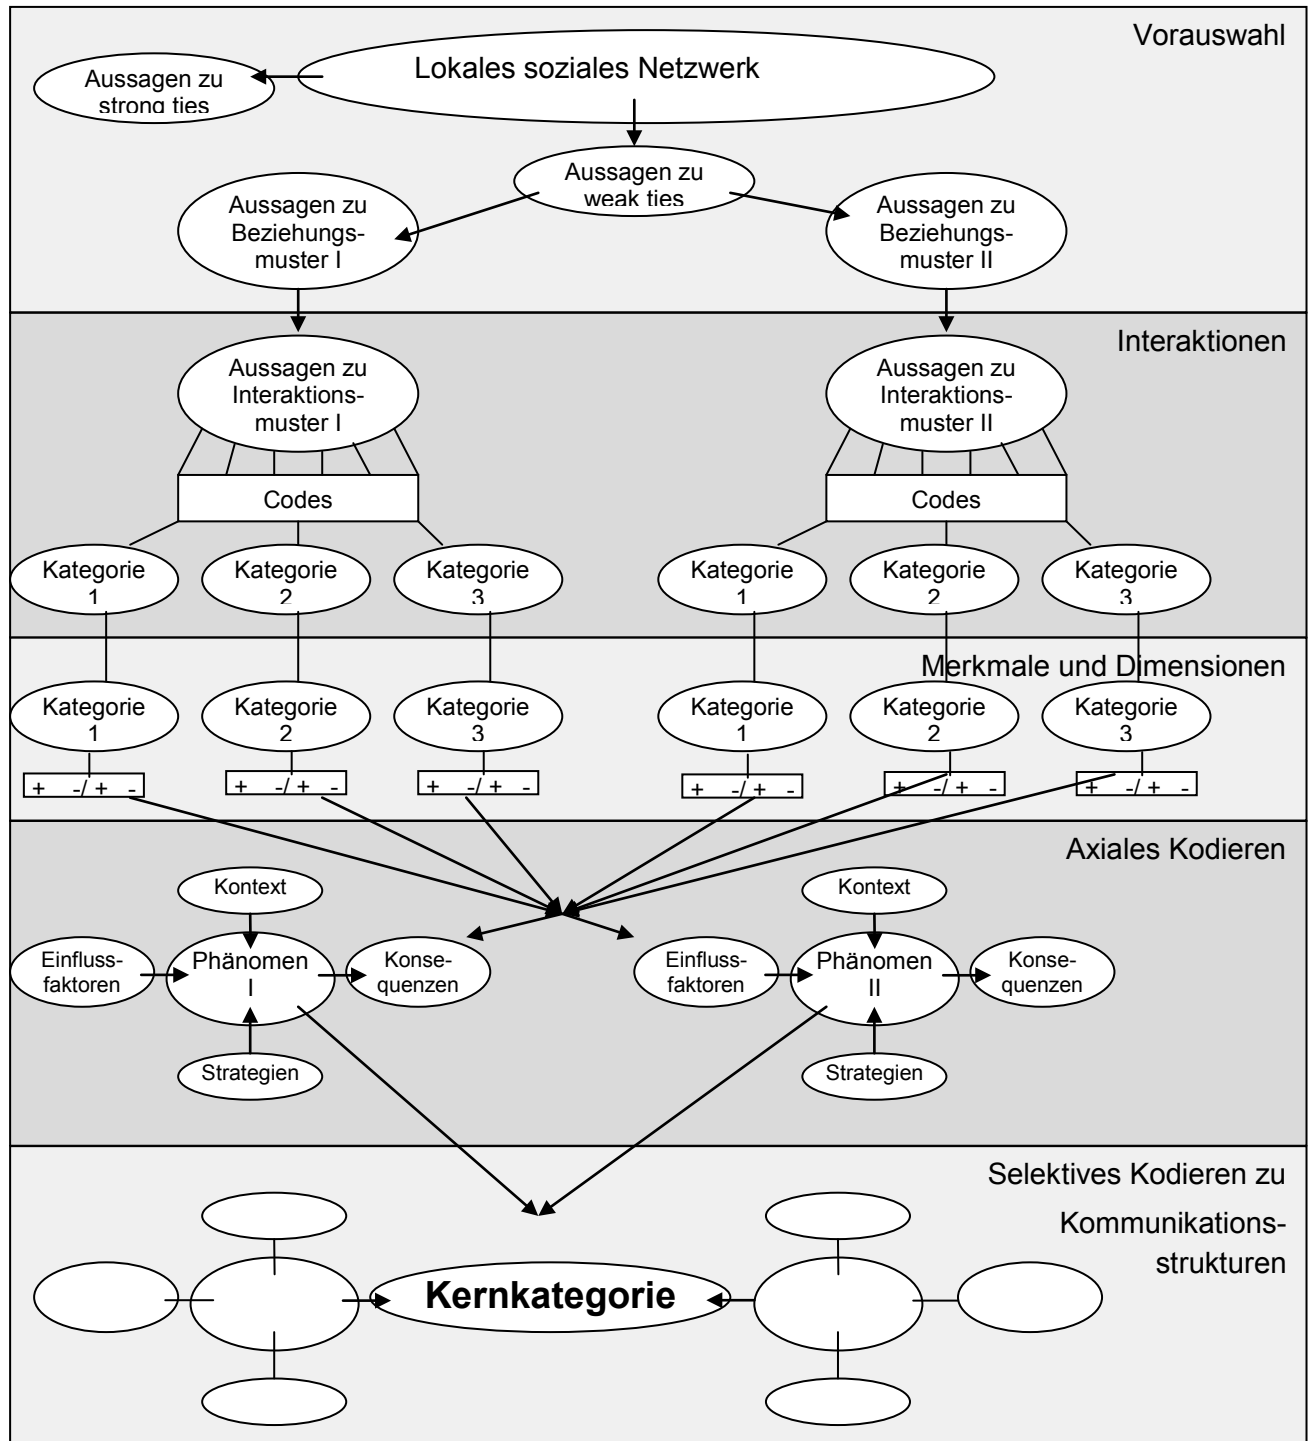 Vorauswahl
Lokales soziales Netzwerk
Aussagen zu
strong ties
Aussagen zu
weak ties
Aussagen zu
Beziehungs-
muster I
Aussagen zu
Beziehungs-
muster II
Interaktionen
Aussagen zu
Interaktions-
muster I
Aussagen zu
Interaktions-
muster II
Codes
Codes
Kategorie
1
Kategorie
2
Kategorie
3
Kategorie
1
Kategorie
2
Kategorie
3
Merkmale und Dimensionen
Kategorie
1
Kategorie
2
Kategorie
3
Kategorie
1
Kategorie
2
Kategorie
3
+ -/ + -
+ -/ + -
+ -/ + -
+ -/ + -
+ -/ + -
+ -/ + -
Axiales Kodieren
Kontext
Einfluss-
faktoren
Phänomen
I
Konse-
quenzen
Strategien
Kontext
Einfluss-
faktoren
Phänomen
II
Konse-
quenzen
Strategien
Selektives Kodieren zu
Kommunikations-
strukturen
Kernkategorie